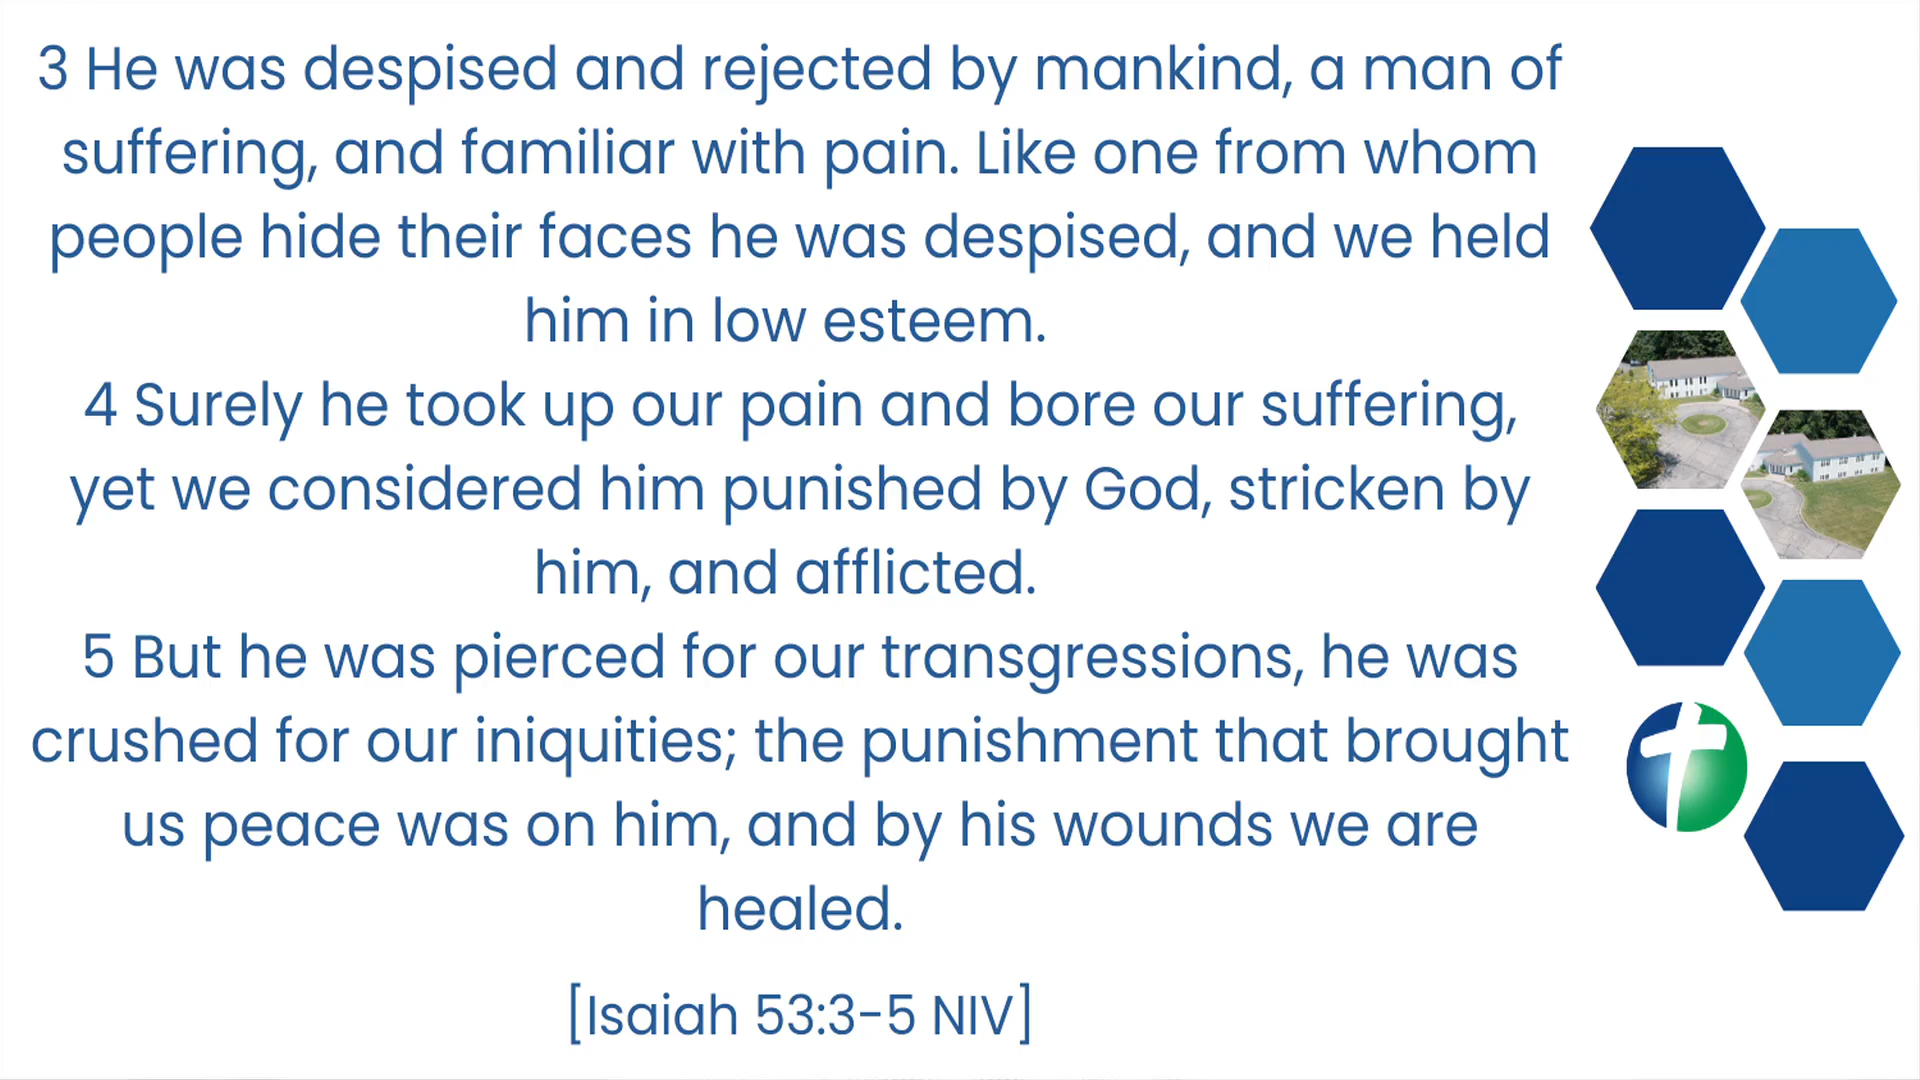 3 He was despised and rejected by mankind, a man of
suffering, and familiar with pain. Like one from whom
people hide their faces he was despised, and we held
him in low esteem.
4 Surely he took up our pain and bore our suffering,
yet we considered him punished by God, stricken by
him, and afflicted.
5 But he was pierced for our transgressions, he was
crushed for our iniquities; the punishment that brought
us peace was on him, and by his wounds we are
healed.
[Isaiah 53:3-5 NIV]